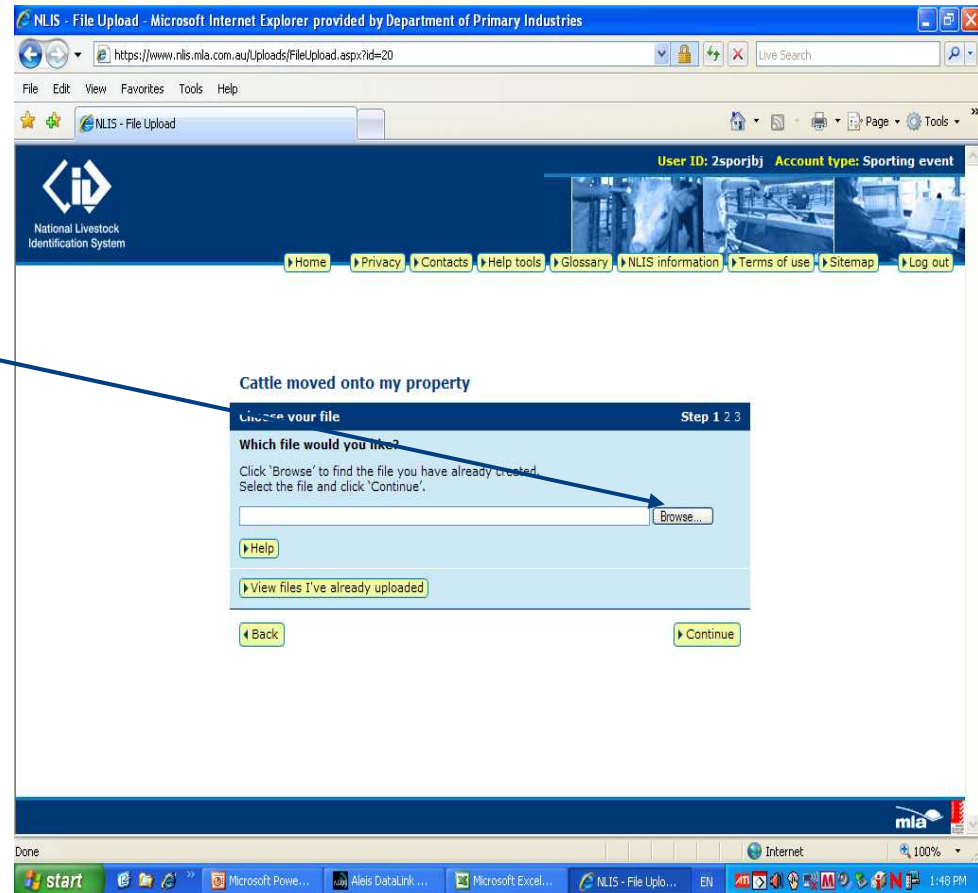 NLIS - File Upload - Microsoft Internet Explorer provided by Department of Primary Industries
https://www.nlis.mla.com.au/Uploads/FileUpload.aspx?id=20
Live Search
File Edit View Favorites Tools Help
NLIS - File Upload
Page Tools »
User ID: 2sporjbj Account type: Sporting event
National Livestock
Identification System
Home Privacy Contacts Help tools Glossary NLIS information Terms of use Sitemap Log out
Cattle moved onto my property
Choose your file Step 1 2 3
Which file would you like?
Click 'Browse' to find the file you have already created.
Select the file and click 'Continue'.
Browse...
Help
View files I've already uploaded
Back Continue
mla
Done Internet 100%
start » Microsoft Powe... Aleis DataLink ... Microsoft Excel... NLIS - File Uplo... EN 1:48 PM